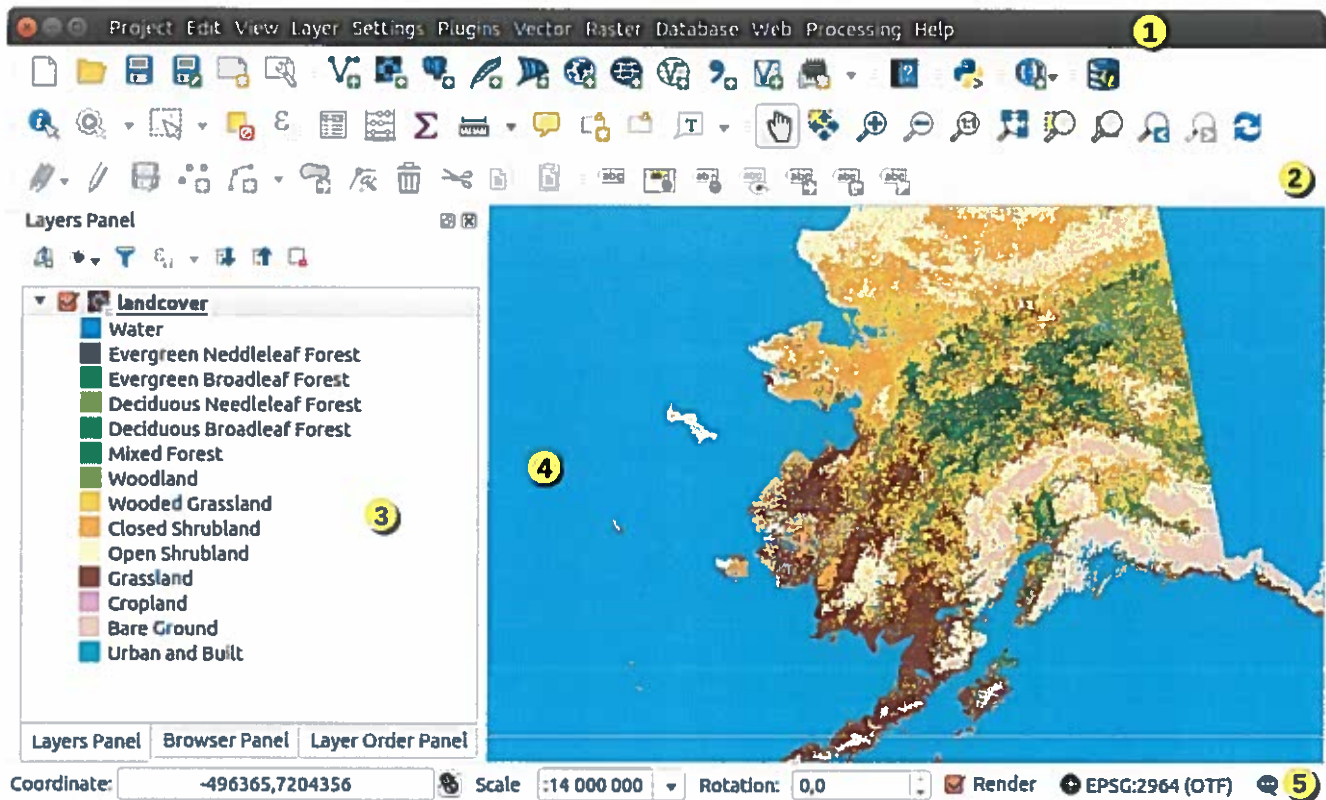 Project Edit View Layer Settings Plugins Vector Raster Database Web Processing Help
1
2
Layers Panel
landcover
Water
Evergreen Neddleleaf Forest
Evergreen Broadleaf Forest
Deciduous Needleleaf Forest
Deciduous Broadleaf Forest
Mixed Forest
Woodland
Wooded Grassland
Closed Shrubland
Open Shrubland
Grassland
Cropland
Bare Ground
Urban and Built
3
4
Layers Panel Browser Panel Layer Order Panel
Coordinate: -496365,7204356 Scale :14 000 000 Rotation: 0,0 Render EPSG:2964 (OTF) 5